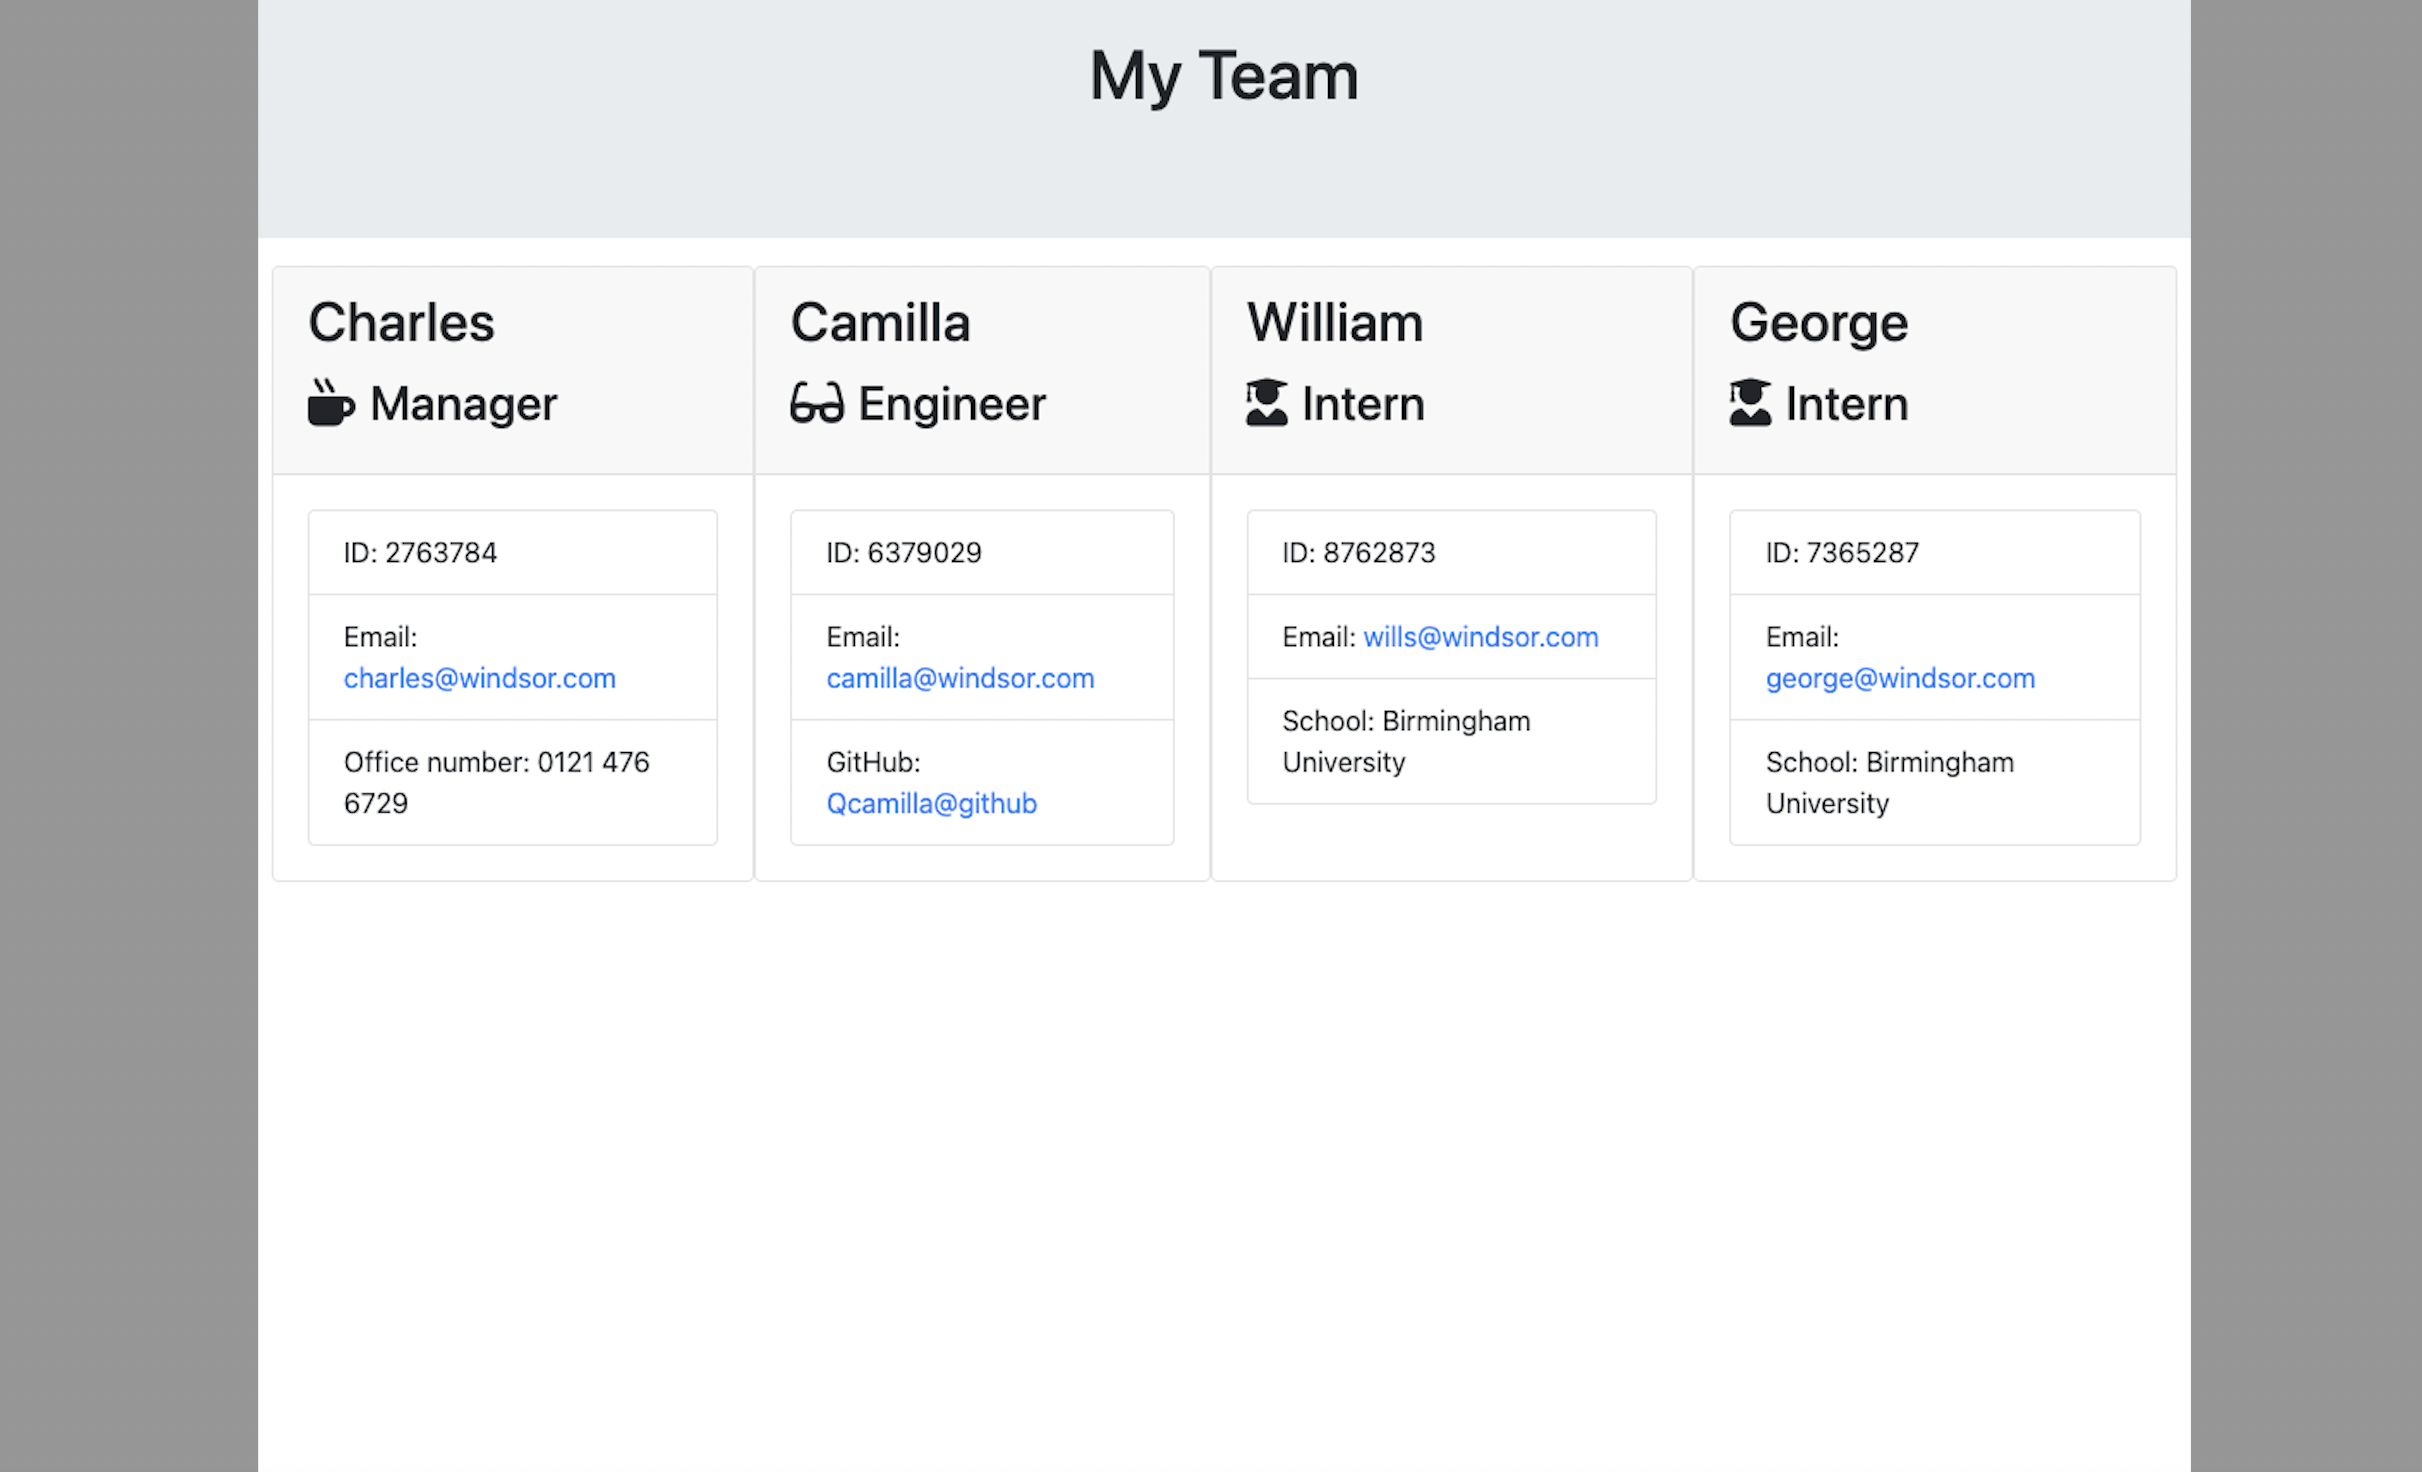 My Team
Charles
Manager
ID: 2763784
Email:
charles@windsor.com
Office number: 0121 476
6729
Camilla
Engineer
ID: 6379029
Email:
camilla@windsor.com
GitHub:
Qcamilla@github
William
Intern
ID: 8762873
Email: wills@windsor.com
School: Birmingham
University
George
Intern
ID: 7365287
Email:
george@windsor.com
School: Birmingham
University